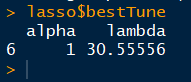 > lasso$bestTune
  alpha   lambda
6     1 30.55556
>